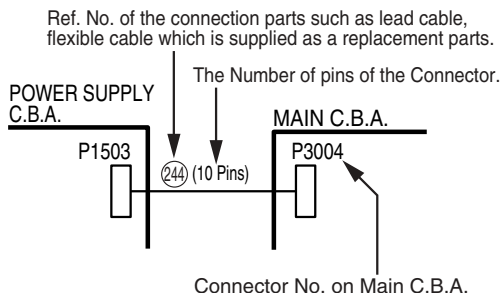 Ref. No. of the connection parts such as lead cable,
flexible cable which is supplied as a replacement parts.
The Number of pins of the Connector.
POWER SUPPLY
C.B.A.
MAIN C.B.A.
P1503
244 (10 Pins)
P3004
Connector No. on Main C.B.A.